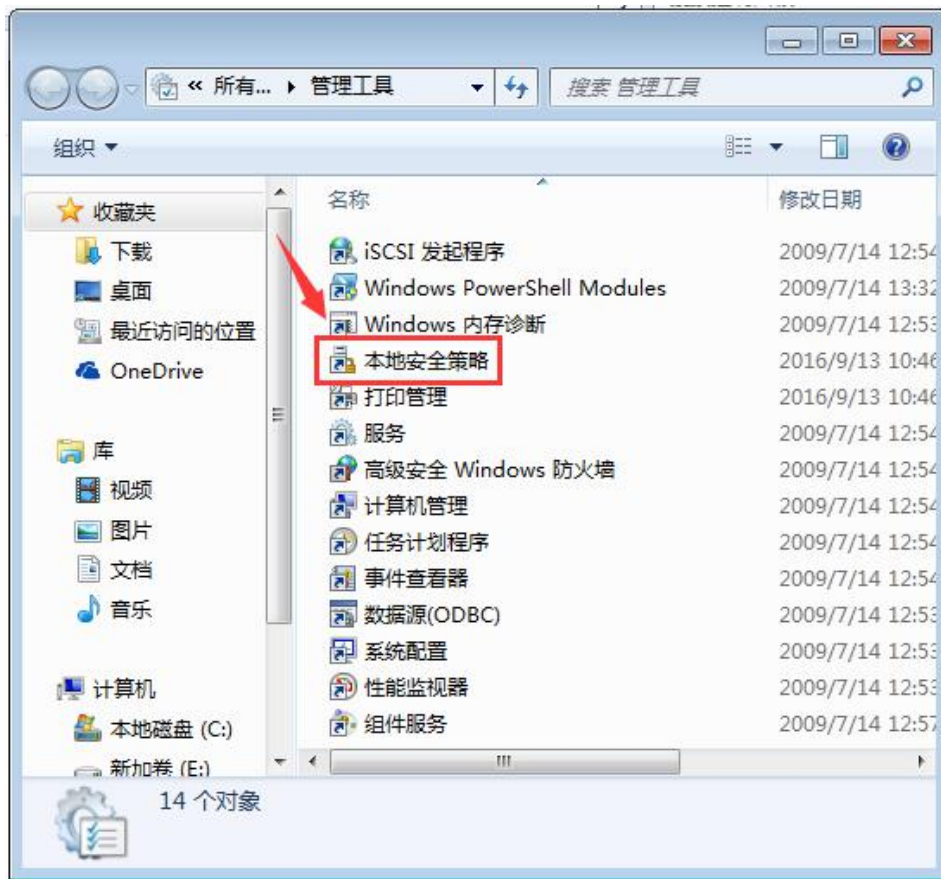 « 所有... ▸ 管理工具
搜索 管理工具
组织
名称
修改日期
收藏夹
下载
桌面
最近访问的位置
OneDrive
库
视频
图片
文档
音乐
计算机
本地磁盘 (C:)
新加卷 (E:)
iSCSI 发起程序 2009/7/14 12:54
Windows PowerShell Modules 2009/7/14 13:32
Windows 内存诊断 2009/7/14 12:53
本地安全策略 2016/9/13 10:46
打印管理 2016/9/13 10:46
服务 2009/7/14 12:54
高级安全 Windows 防火墙 2009/7/14 12:54
计算机管理 2009/7/14 12:54
任务计划程序 2009/7/14 12:54
事件查看器 2009/7/14 12:54
数据源(ODBC) 2009/7/14 12:53
系统配置 2009/7/14 12:53
性能监视器 2009/7/14 12:53
组件服务 2009/7/14 12:57
14 个对象